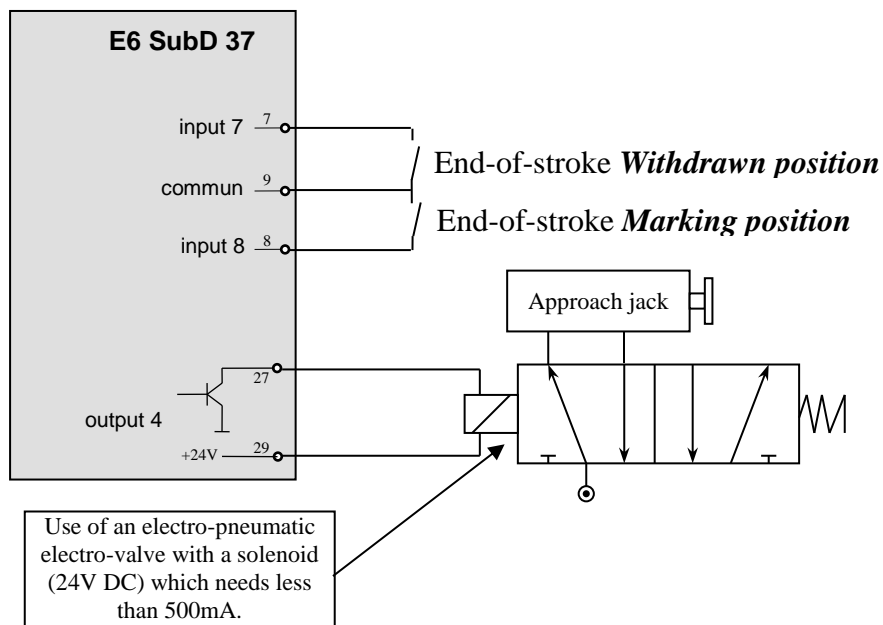 E6 SubD 37
input 7 7
End-of-stroke Withdrawn position
commun 9
End-of-stroke Marking position
input 8 8
Approach jack
27
output 4
+24V 29
Use of an electro-pneumatic
electro-valve with a solenoid
(24V DC) which needs less
than 500mA.